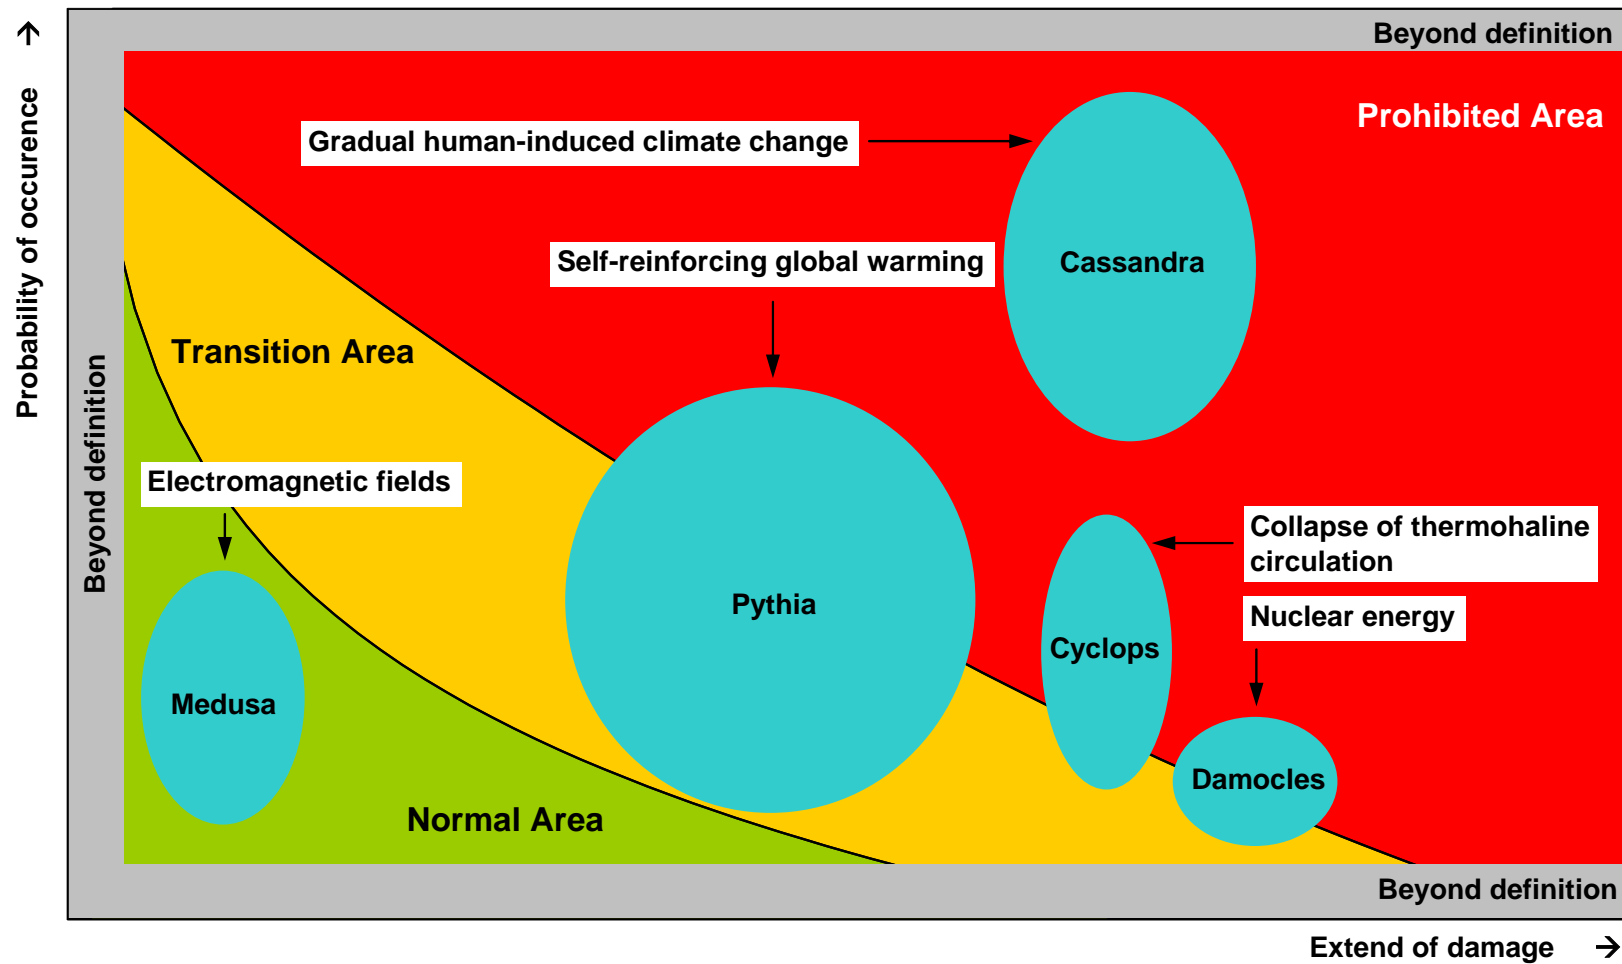 Beyond definition
Prohibited Area
Probability of occurence →
Gradual human-induced climate change
Cassandra
Self-reinforcing global warming
Transition Area
Beyond definition
Electromagnetic fields
Collapse of thermohaline
circulation
Nuclear energy
Pythia
Cyclops
Medusa
Damocles
Normal Area
Beyond definition
Extend of damage →